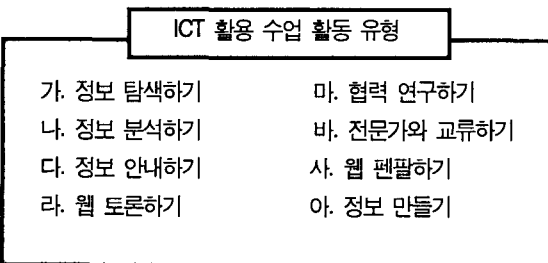 ICT 활용 수업 활동 유형
가. 정보 탐색하기 마. 협력 연구하기
나. 정보 분석하기 바. 전문가와 교류하기
다. 정보 안내하기 사. 웹 펜팔하기
라. 웹 토론하기 아. 정보 만들기